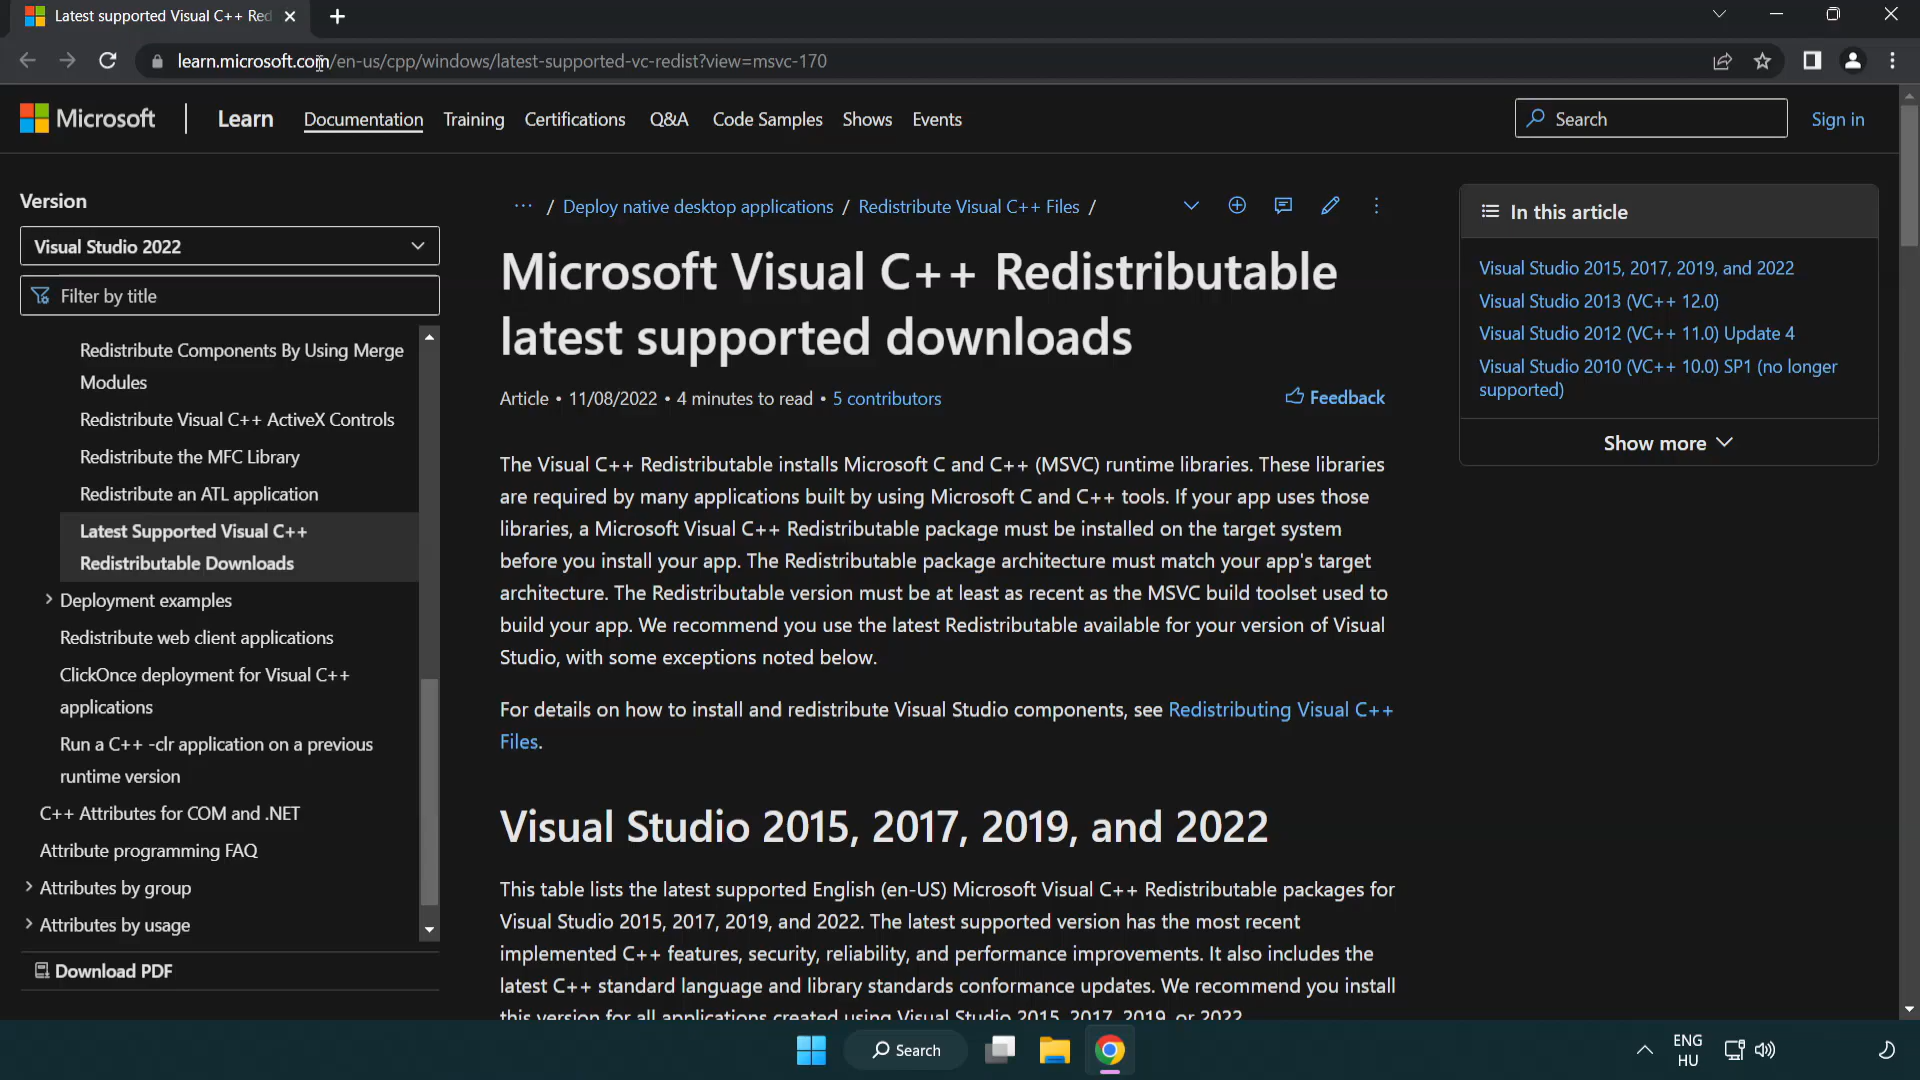 Latest supported Visual C++ Red
learn.microsoft.com/en-us/cpp/windows/latest-supported-vc-redist?view=msvc-170
Microsoft
Learn
Documentation
Training
Certifications
Q&A
Code Samples
Shows
Events
Search
Sign in
Version
Visual Studio 2022
Filter by title
Redistribute Components By Using Merge
Modules
Redistribute Visual C++ ActiveX Controls
Redistribute the MFC Library
Redistribute an ATL application
Latest Supported Visual C++
Redistributable Downloads
Deployment examples
Redistribute web client applications
ClickOnce deployment for Visual C++
applications
Run a C++ -clr application on a previous
runtime version
C++ Attributes for COM and .NET
Attribute programming FAQ
Attributes by group
Attributes by usage
Download PDF
··· / Deploy native desktop applications / Redistribute Visual C++ Files /
Microsoft Visual C++ Redistributable
latest supported downloads
Article • 11/08/2022 • 4 minutes to read • 5 contributors
Feedback
The Visual C++ Redistributable installs Microsoft C and C++ (MSVC) runtime libraries. These libraries
are required by many applications built by using Microsoft C and C++ tools. If your app uses those
libraries, a Microsoft Visual C++ Redistributable package must be installed on the target system
before you install your app. The Redistributable package architecture must match your app's target
architecture. The Redistributable version must be at least as recent as the MSVC build toolset used to
build your app. We recommend you use the latest Redistributable available for your version of Visual
Studio, with some exceptions noted below.
For details on how to install and redistribute Visual Studio components, see Redistributing Visual C++
Files.
Visual Studio 2015, 2017, 2019, and 2022
This table lists the latest supported English (en-US) Microsoft Visual C++ Redistributable packages for
Visual Studio 2015, 2017, 2019, and 2022. The latest supported version has the most recent
implemented C++ features, security, reliability, and performance improvements. It also includes the
latest C++ standard language and library standards conformance updates. We recommend you install
this version for all applications created using Visual Studio 2015, 2017, 2019, or 2022.
In this article
Visual Studio 2015, 2017, 2019, and 2022
Visual Studio 2013 (VC++ 12.0)
Visual Studio 2012 (VC++ 11.0) Update 4
Visual Studio 2010 (VC++ 10.0) SP1 (no longer
supported)
Show more
Search
ENG
HU